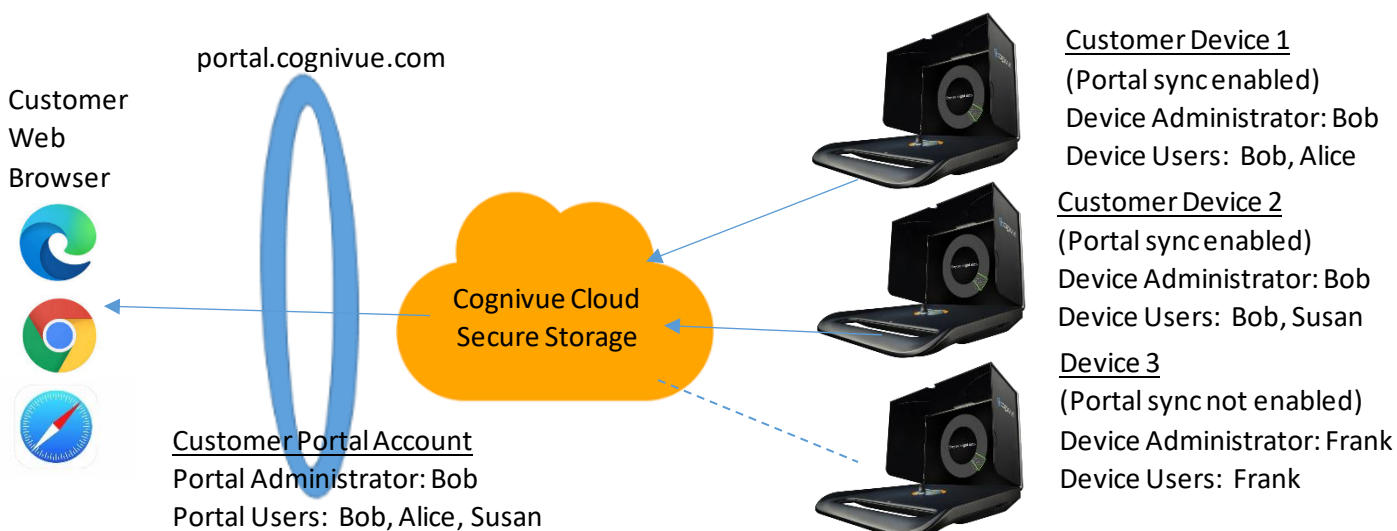 portal.cognivue.com
Customer
Web
Browser
Cognivue Cloud
Secure Storage
Customer Portal Account
Portal Administrator: Bob
Portal Users: Bob, Alice, Susan
Customer Device 1
(Portal sync enabled)
Device Administrator: Bob
Device Users: Bob, Alice
Customer Device 2
(Portal sync enabled)
Device Administrator: Bob
Device Users: Bob, Susan
Device 3
(Portal sync not enabled)
Device Administrator: Frank
Device Users: Frank